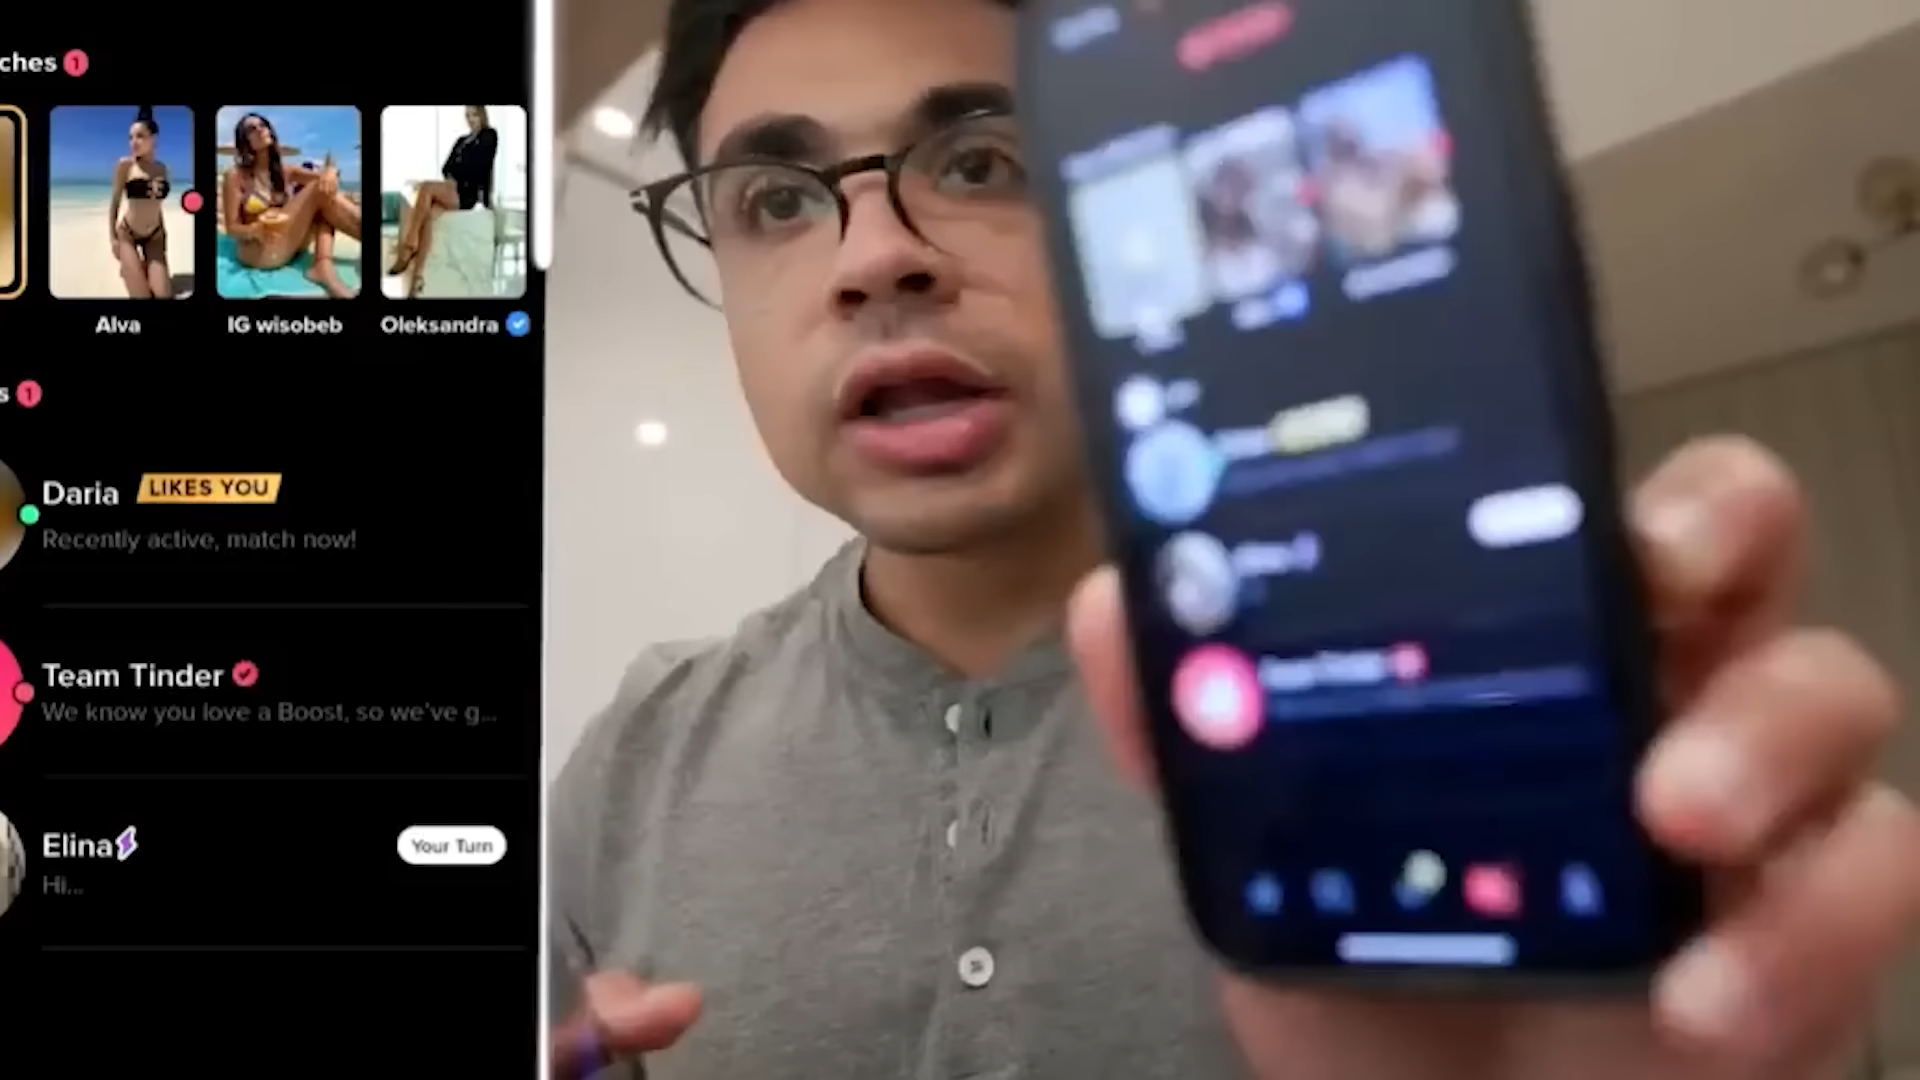 ches 1
Alva
IG wisobeb
Oleksandra
s 1
Daria LIKES YOU
Recently active, match now!
Team Tinder
We know you love a Boost, so we've g...
Elina
Your Turn
Hi...